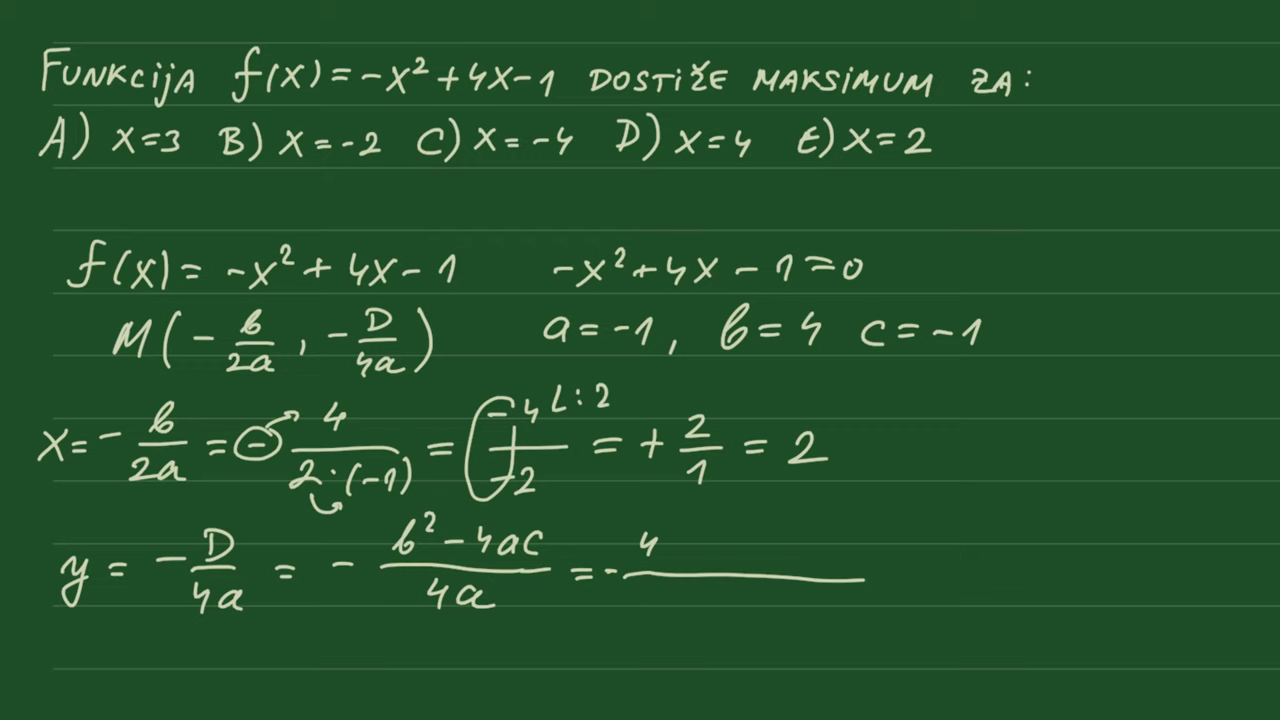 FUNKCIJA f(x) = -x² + 4x - 1 DOSTIŽE MAKSIMUM ZA:
A) x=3 B) x=-2 C) x=-4 D) x=4 E) x=2
f(x) = -x² + 4x - 1 -x² + 4x - 1 = 0
M(-b/2a, -D/4a) a=-1, b=4 c=-1
x = -b/2a = - 4/2·(-1) = -4/-2 L:2 = + 2/1 = 2
y = -D/4a = - b²-4ac/4a = - 4/